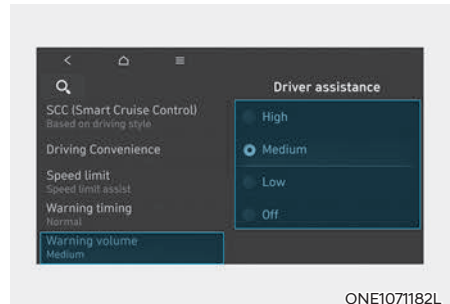 Driver assistance
SCC (Smart Cruise Control)
Based on driving style
Driving Convenience
Speed limit
Speed limit assist
Warning timing
Normal
Warning volume
Medium
High
Medium
Low
Off
ONE1071182L